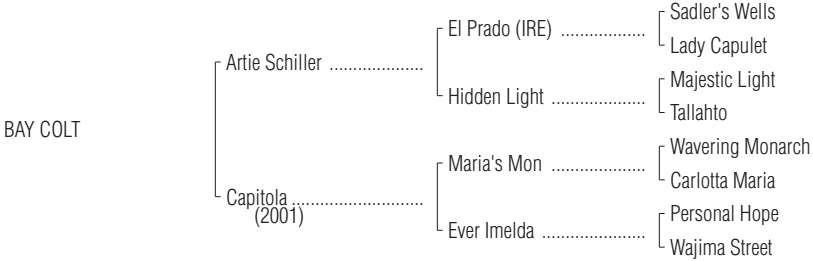 Sadler's Wells
El Prado (IRE) ..................
Lady Capulet
Artie Schiller ....................
Majestic Light
Hidden Light ....................
Tallahto
BAY COLT
Wavering Monarch
Maria's Mon ....................
Carlotta Maria
Capitola ............................
(2001)
Personal Hope
Ever Imelda ......................
Wajima Street